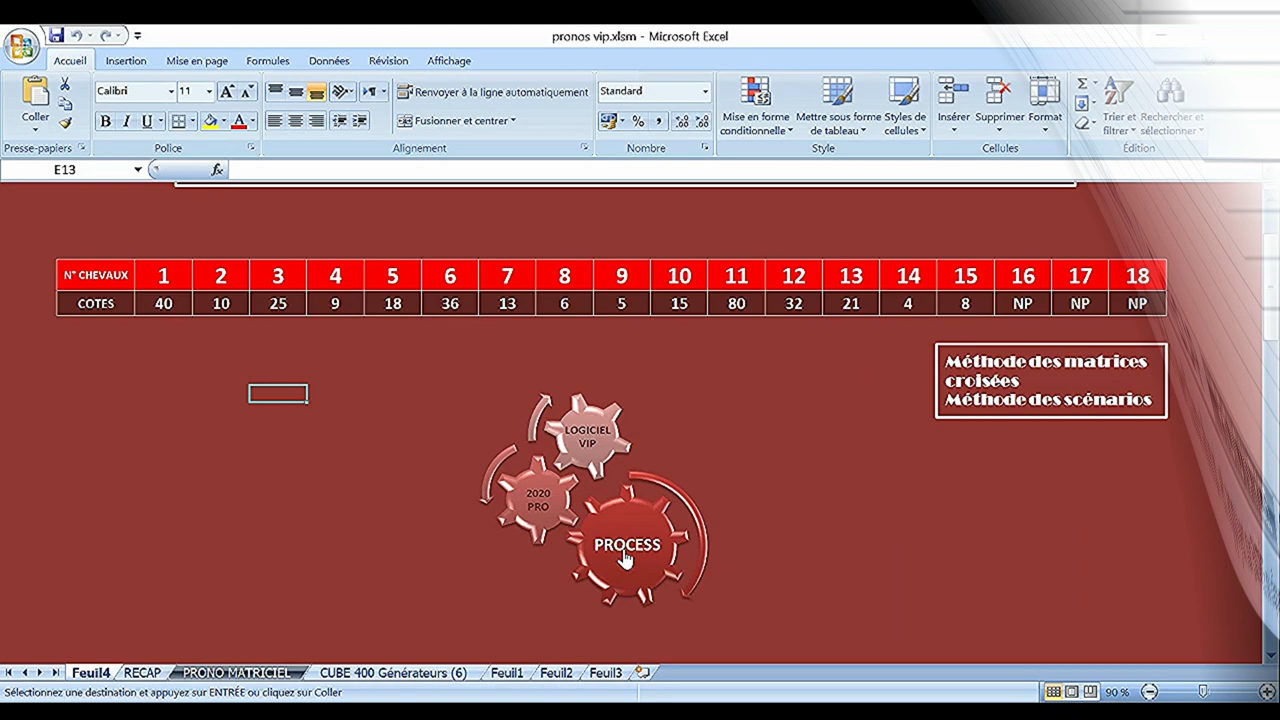 pronos vip.xlsm - Microsoft Excel
Accueil Insertion Mise en page Formules Données Révision Affichage
Coller
Presse-papiers
Calibri 11 A A
B I U A
Police
Renvoyer à la ligne automatiquement
Fusionner et centrer
Alignement
Standard
% , ,00 ,00
Nombre
Mise en forme
conditionnelle
Mettre sous forme
de tableau
Styles de
cellules
Style
Insérer Supprimer Format
Cellules
Σ
Trier et
filtrer
Rechercher et
sélectionner
Édition
E13 fx
N° CHEVAUX 1 2 3 4 5 6 7 8 9 10 11 12 13 14 15 16 17 18
COTES 40 10 25 9 18 36 13 6 5 15 80 32 21 4 8 NP NP NP
Méthode des matrices
croisées
Méthode des scénarios
LOGICIEL
VIP
2020
PRO
PROCESS
Feuil4 RECAP PRONO MATRICIEL CUBE 400 Générateurs (6) Feuil1 Feuil2 Feuil3
Sélectionnez une destination et appuyez sur ENTRÉE ou cliquez sur Coller
90 %